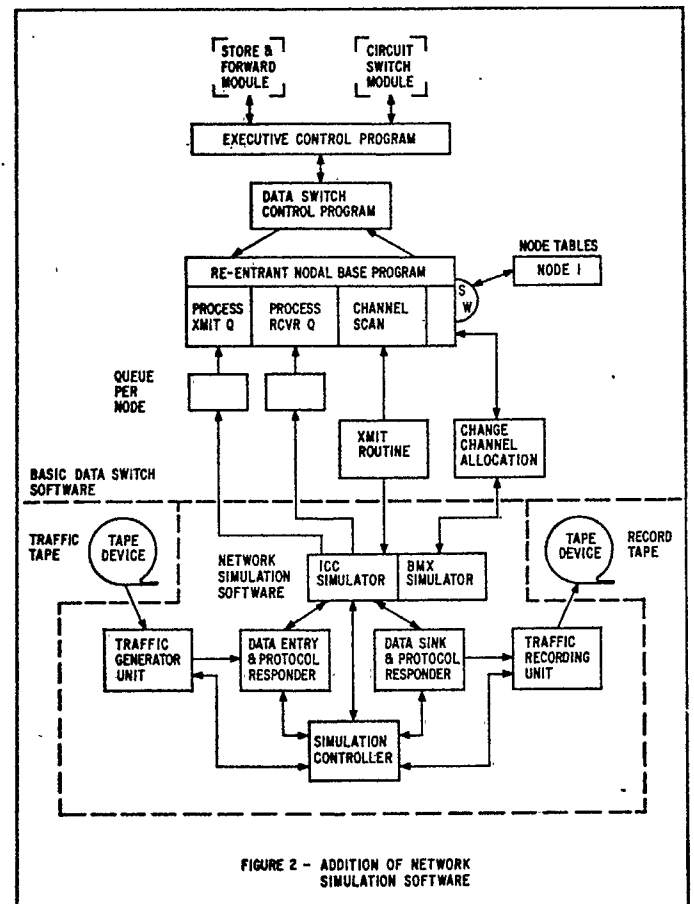 STORE &
FORWARD
MODULE
CIRCUIT
SWITCH
MODULE
EXECUTIVE CONTROL PROGRAM
DATA SWITCH
CONTROL PROGRAM
NODE TABLES
NODE I
RE-ENTRANT NODAL BASE PROGRAM
S
W
PROCESS
XMIT Q
PROCESS
RCVR Q
CHANNEL
SCAN
QUEUE
PER
NODE
XMIT
ROUTINE
CHANGE
CHANNEL
ALLOCATION
BASIC DATA SWITCH
SOFTWARE
TRAFFIC
TAPE
TAPE
DEVICE
NETWORK
SIMULATION
SOFTWARE
ICC
SIMULATOR
BMX
SIMULATOR
TAPE
DEVICE
RECORD
TAPE
TRAFFIC
GENERATOR
UNIT
DATA ENTRY
& PROTOCOL
RESPONDER
DATA SINK
& PROTOCOL
RESPONDER
TRAFFIC
RECORDING
UNIT
SIMULATION
CONTROLLER
FIGURE 2 - ADDITION OF NETWORK
SIMULATION SOFTWARE